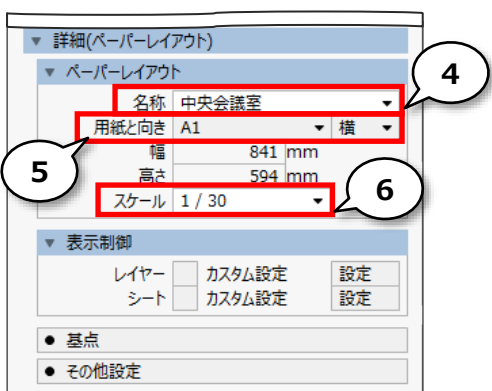 ▼ 詳細(ペーパーレイアウト)
▼ ペーパーレイアウト
名称 中央会議室 ▼ 4
用紙と向き A1 ▼ 横 ▼
幅 841 mm
5 高さ 594 mm
スケール 1 / 30 ▼ 6
▼ 表示制御
レイヤー カスタム設定 設定
シート カスタム設定 設定
● 基点
● その他設定